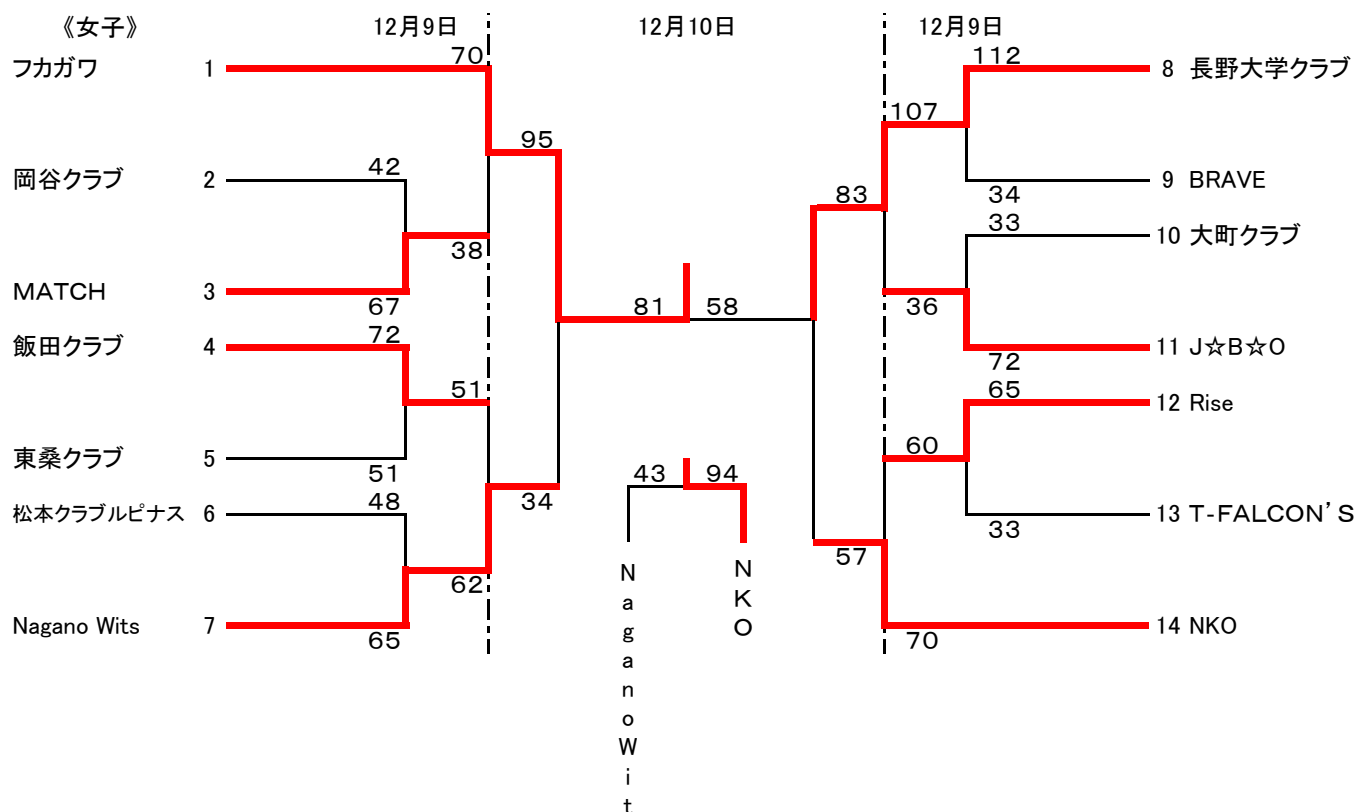 《女子》 12月9日 12月10日 12月9日
フカガワ 1 70 112 8 長野大学クラブ
107
95
岡谷クラブ 2 42 34 9 BRAVE
83
33 10 大町クラブ
38
MATCH 3 67 81 58 36
飯田クラブ 4 72 72 11 J☆B☆O
51 65 12 Rise
60
東桑クラブ 5 51
43 94
松本クラブルピナス 6 48 34 33 13 T-FALCON'S
57
62
Nagano Wits 7 65 70 14 NKO
NaganoWit
NKO